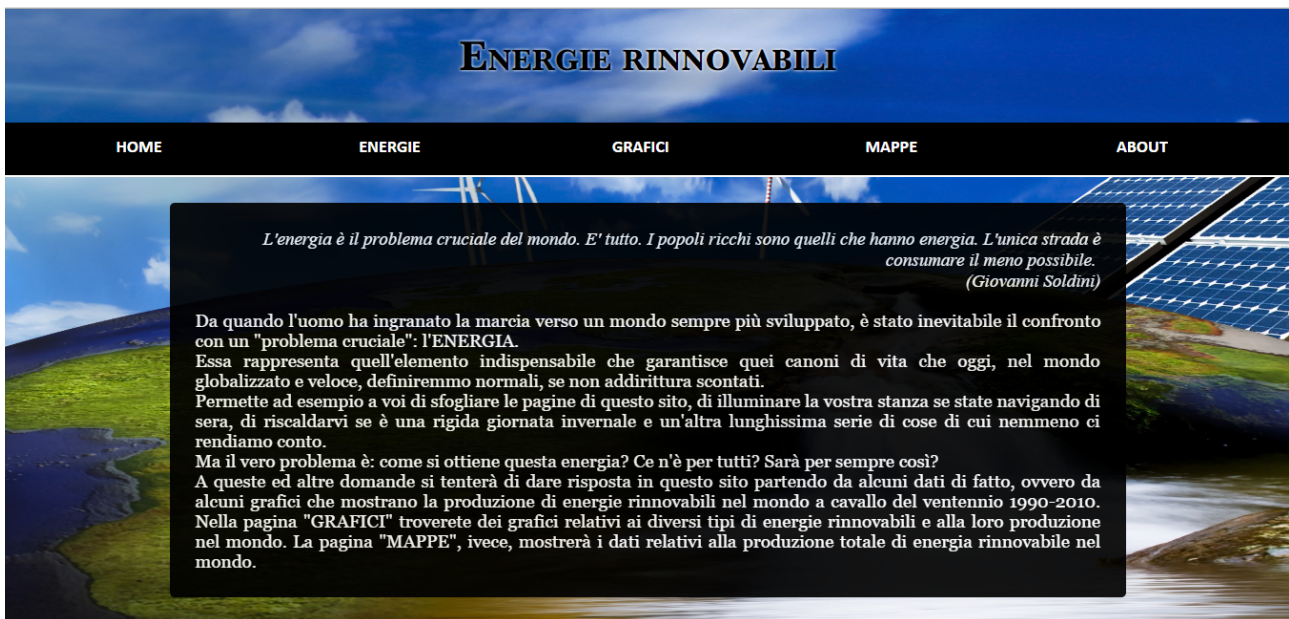 ENERGIE RINNOVABILI
HOME ENERGIE GRAFICI MAPPE ABOUT
L'energia è il problema cruciale del mondo. E' tutto. I popoli ricchi sono quelli che hanno energia. L'unica strada è
consumare il meno possibile.
(Giovanni Soldini)
Da quando l'uomo ha ingranato la marcia verso un mondo sempre più sviluppato, è stato inevitabile il confronto
con un "problema cruciale": l'ENERGIA.
Essa rappresenta quell'elemento indispensabile che garantisce quei canoni di vita che oggi, nel mondo
globalizzato e veloce, definiremmo normali, se non addirittura scontati.
Permette ad esempio a voi di sfogliare le pagine di questo sito, di illuminare la vostra stanza se state navigando di
sera, di riscaldarvi se è una rigida giornata invernale e un'altra lunghissima serie di cose di cui nemmeno ci
rendiamo conto.
Ma il vero problema è: come si ottiene questa energia? Ce n'è per tutti? Sarà per sempre così?
A queste ed altre domande si tenterà di dare risposta in questo sito partendo da alcuni dati di fatto, ovvero da
alcuni grafici che mostrano la produzione di energie rinnovabili nel mondo a cavallo del ventennio 1990-2010.
Nella pagina "GRAFICI" troverete dei grafici relativi ai diversi tipi di energie rinnovabili e alla loro produzione
nel mondo. La pagina "MAPPE", ivece, mostrerà i dati relativi alla produzione totale di energia rinnovabile nel
mondo.